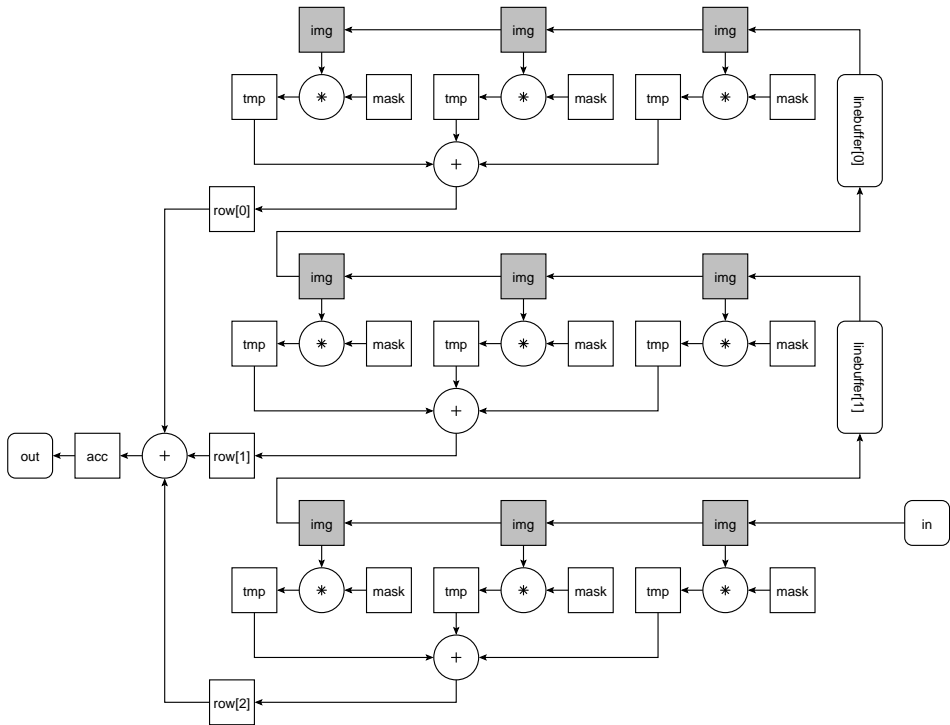 img img img
tmp * mask tmp * mask tmp * mask
linebuffer[0]
+
row[0]
img img img
tmp * mask tmp * mask tmp * mask
linebuffer[1]
+
out acc + row[1]
img img img in
tmp * mask tmp * mask tmp * mask
+
row[2]